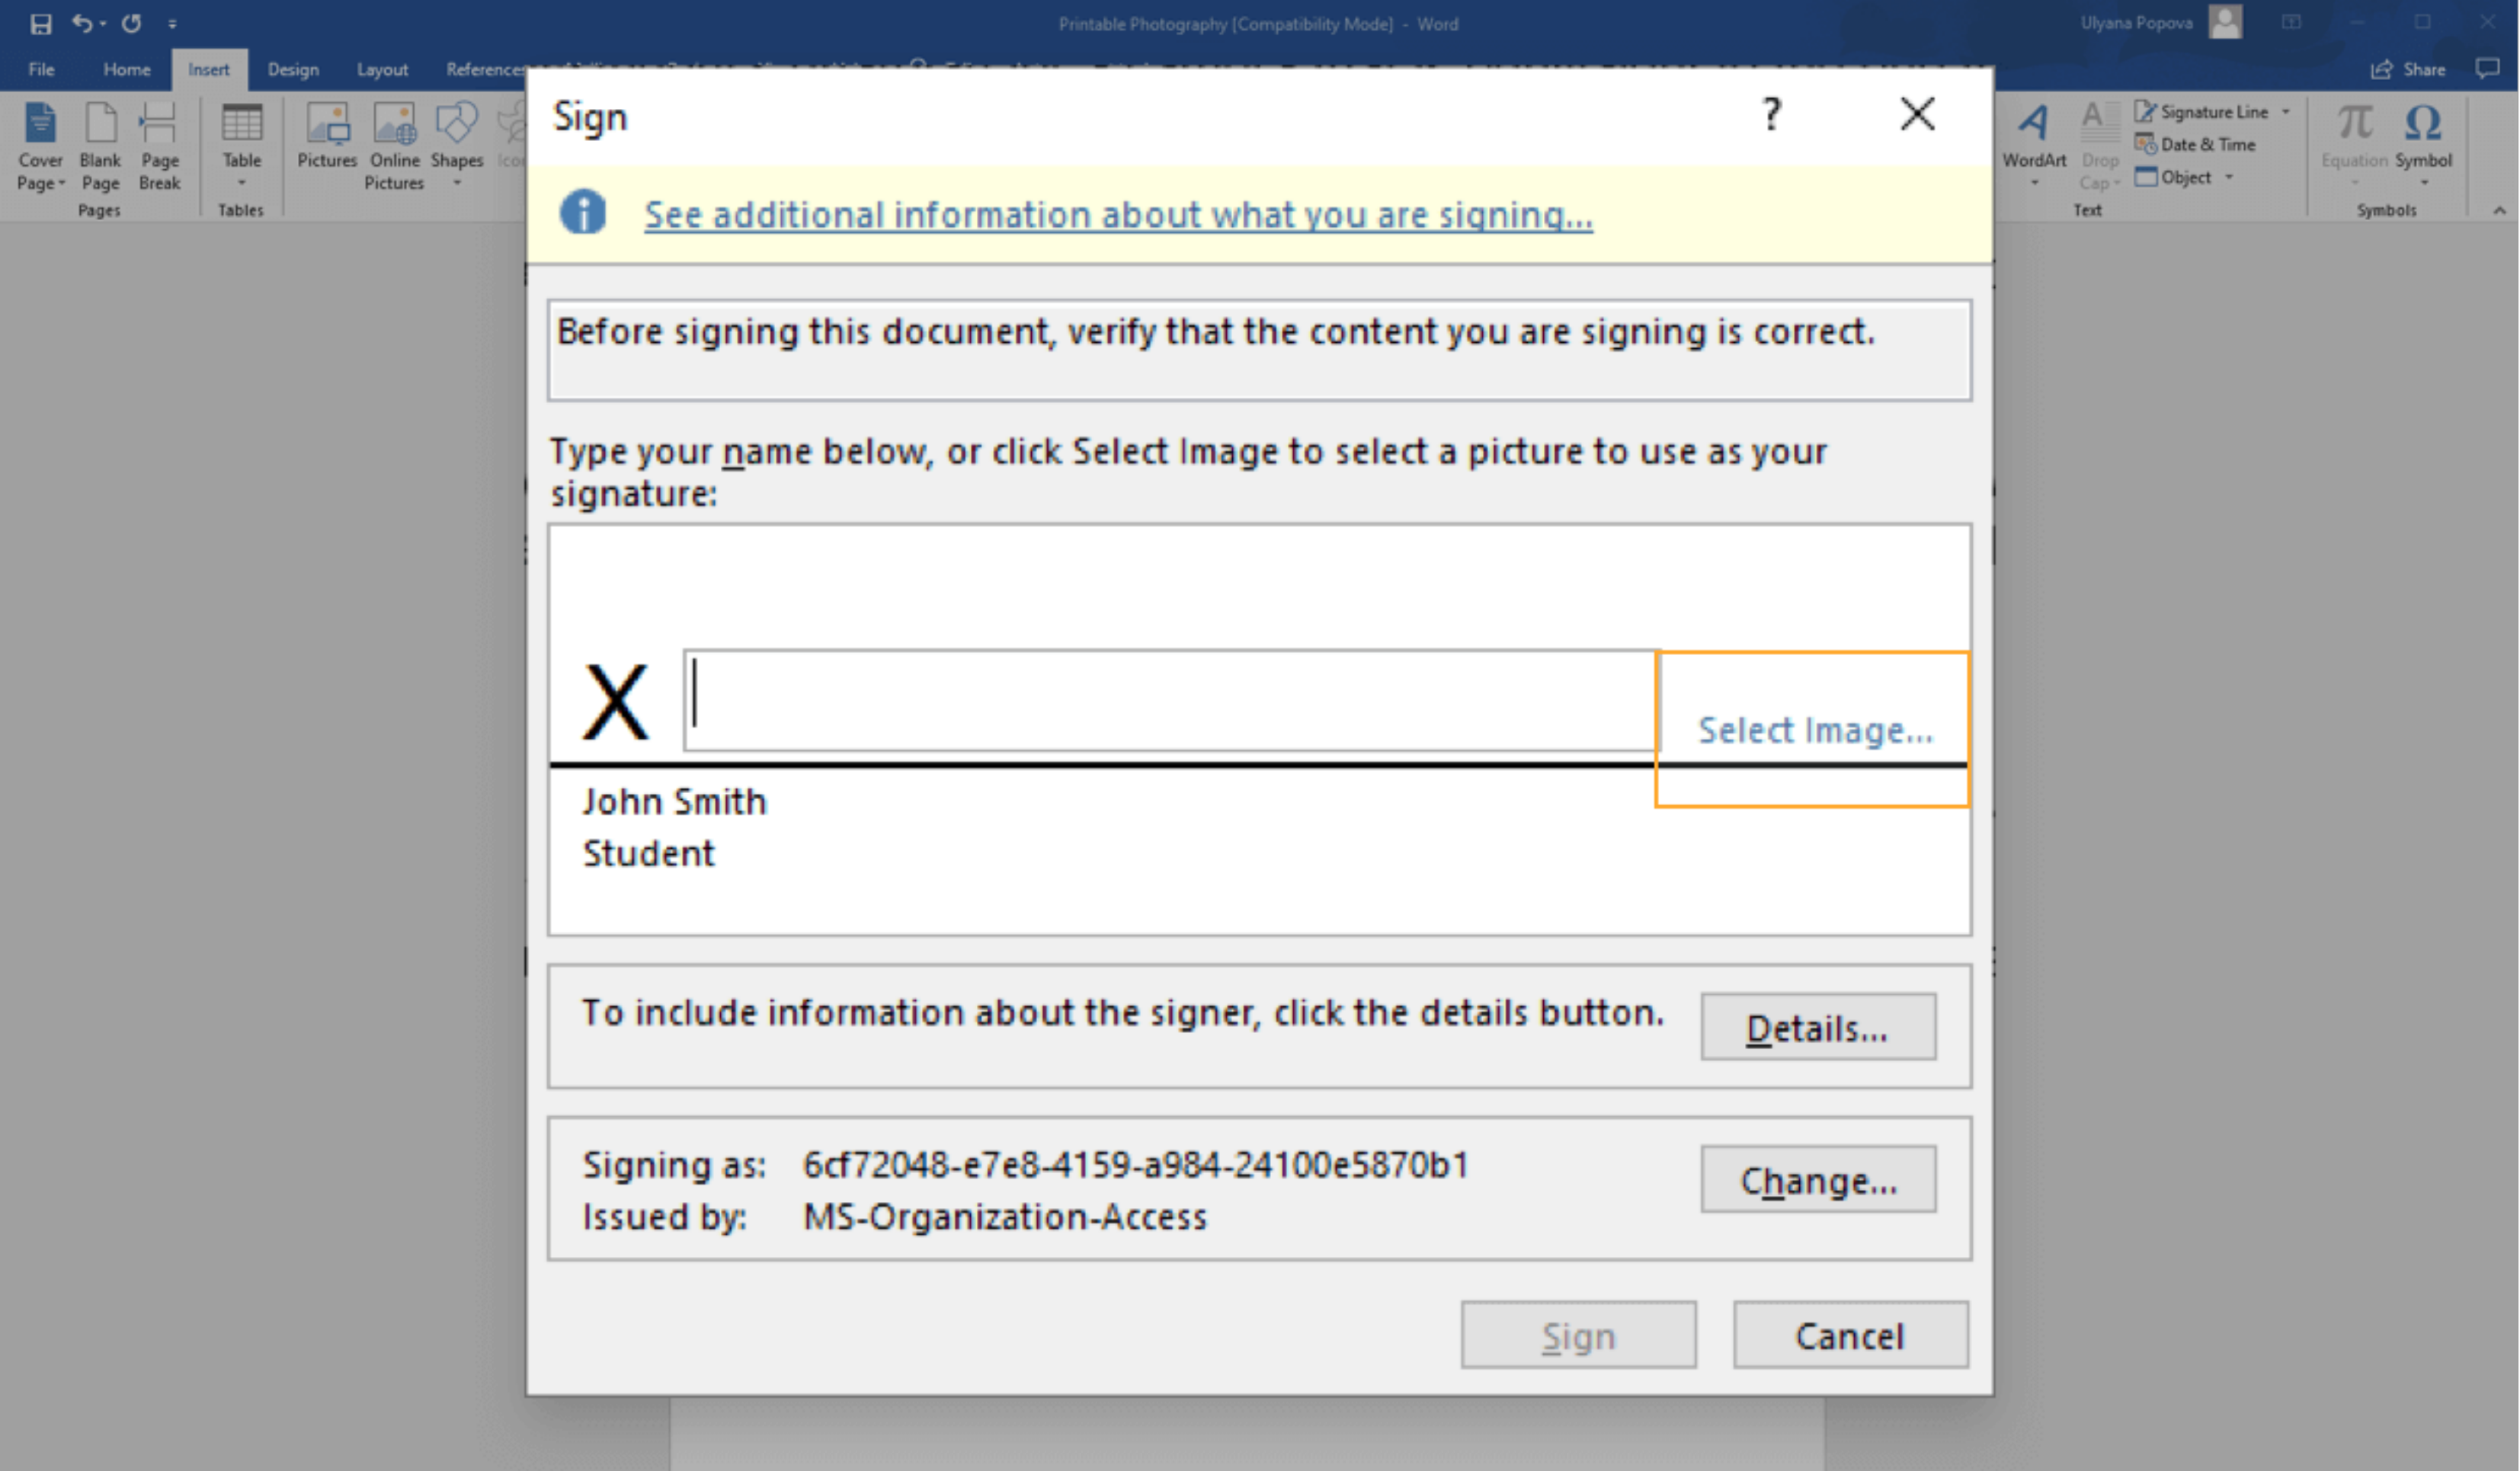 Printable Photography [Compatibility Mode] - Word
Ulyana Popova
File Home Insert Design Layout References
Share
Cover Page
Blank Page
Page Break
Pages
Table
Tables
Pictures
Online Pictures
Shapes
WordArt
Drop Cap
Signature Line
Date & Time
Object
Text
Equation
Symbol
Symbols
Sign
?
See additional information about what you are signing...
Before signing this document, verify that the content you are signing is correct.
Type your name below, or click Select Image to select a picture to use as your
signature:
X
Select Image...
John Smith
Student
To include information about the signer, click the details button.
Details...
Signing as: 6cf72048-e7e8-4159-a984-24100e5870b1
Change...
Issued by: MS-Organization-Access
Sign
Cancel